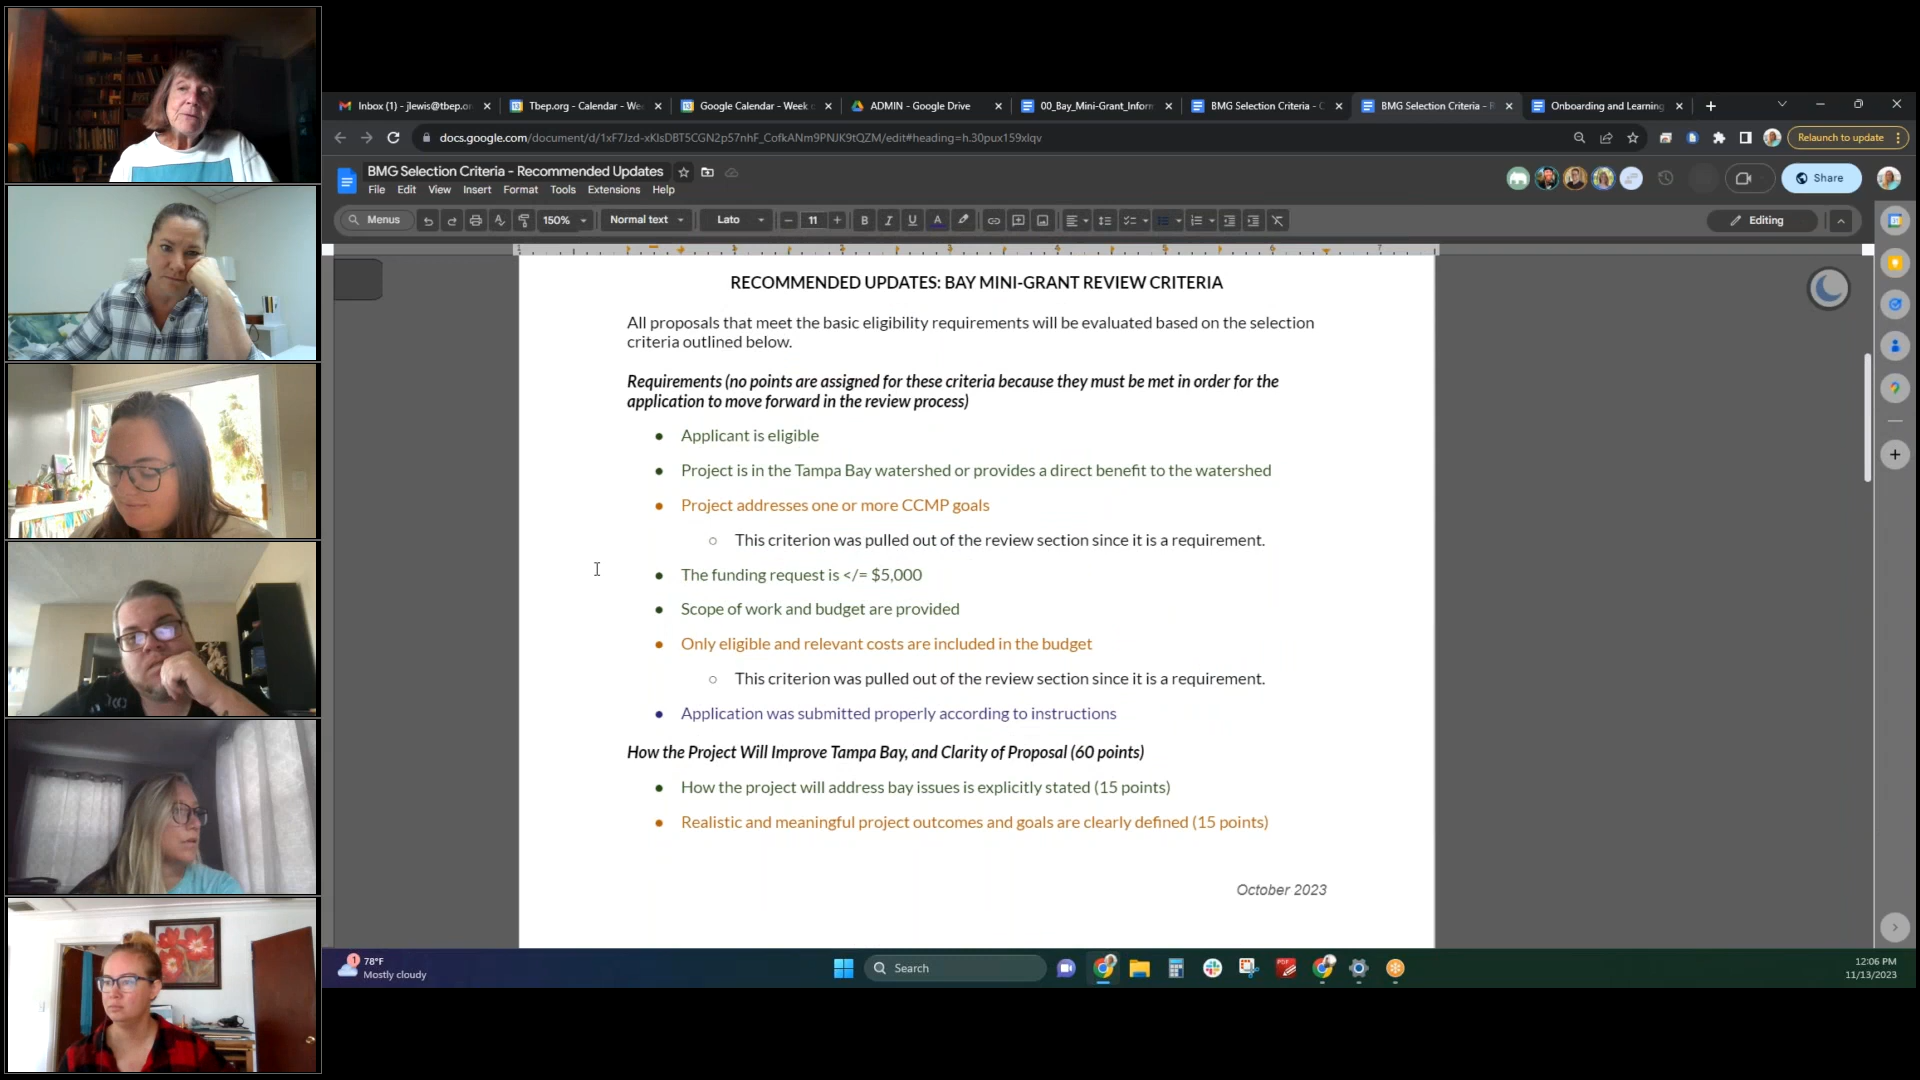 Inbox (1) - jlewis@tbep.or
Tbep.org - Calendar - We
Google Calendar - Week
ADMIN - Google Drive
00_Bay_Mini-Grant_Inform
BMG Selection Criteria -
BMG Selection Criteria - R
Onboarding and Learning
docs.google.com/document/d/1xF7Jzd-xKIsDBT5CGN2p57nhF_CofkANm9PNJK9tQZM/edit#heading=h.30pux159xlqv
Relaunch to update
BMG Selection Criteria - Recommended Updates
File Edit View Insert Format Tools Extensions Help
Share
Menus 150% Normal text Lato 11 B I U A Editing
RECOMMENDED UPDATES: BAY MINI-GRANT REVIEW CRITERIA
All proposals that meet the basic eligibility requirements will be evaluated based on the selection
criteria outlined below.
Requirements (no points are assigned for these criteria because they must be met in order for the
application to move forward in the review process)
● Applicant is eligible
● Project is in the Tampa Bay watershed or provides a direct benefit to the watershed
● Project addresses one or more CCMP goals
○ This criterion was pulled out of the review section since it is a requirement.
● The funding request is </= $5,000
● Scope of work and budget are provided
● Only eligible and relevant costs are included in the budget
○ This criterion was pulled out of the review section since it is a requirement.
● Application was submitted properly according to instructions
How the Project Will Improve Tampa Bay, and Clarity of Proposal (60 points)
● How the project will address bay issues is explicitly stated (15 points)
● Realistic and meaningful project outcomes and goals are clearly defined (15 points)
October 2023
1
78°F
Mostly cloudy
Search
12:06 PM
11/13/2023